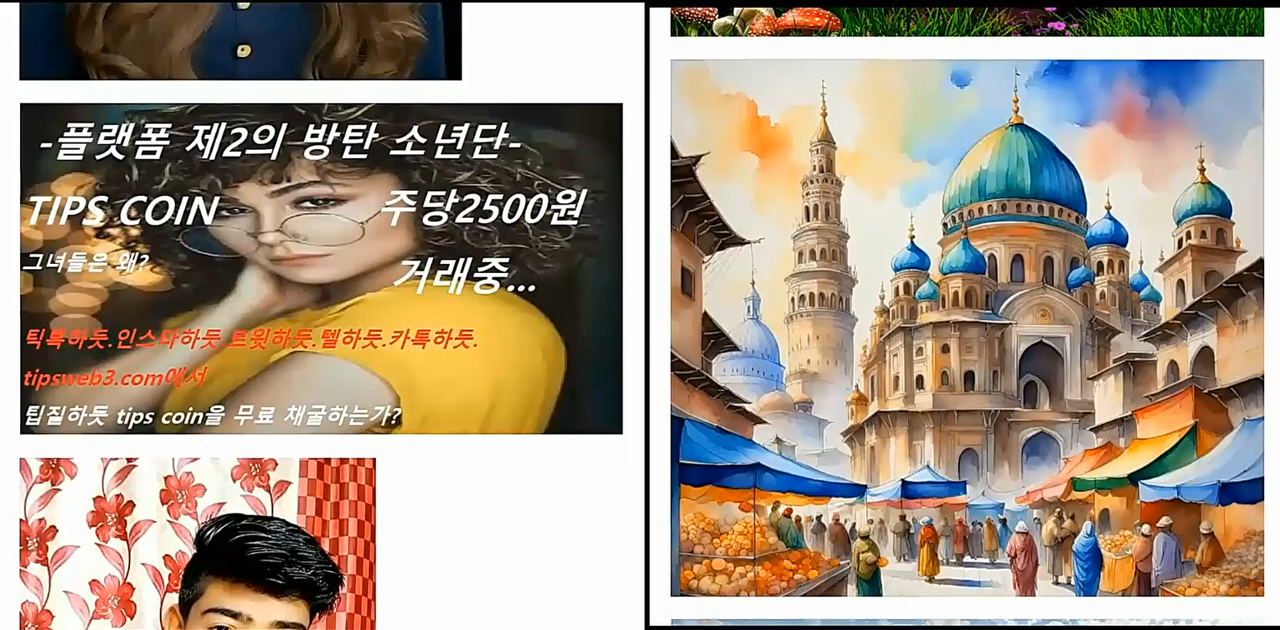 -플랫폼 제2의 방탄 소년단-
TIPS COIN 주당2500원
그녀들은 왜? 거래중...
틱톡하듯.인스타하듯 트윗하듯.텔하듯.카톡하듯.
tipsweb3.com에서
팁질하듯 tips coin을 무료 채굴하는가?